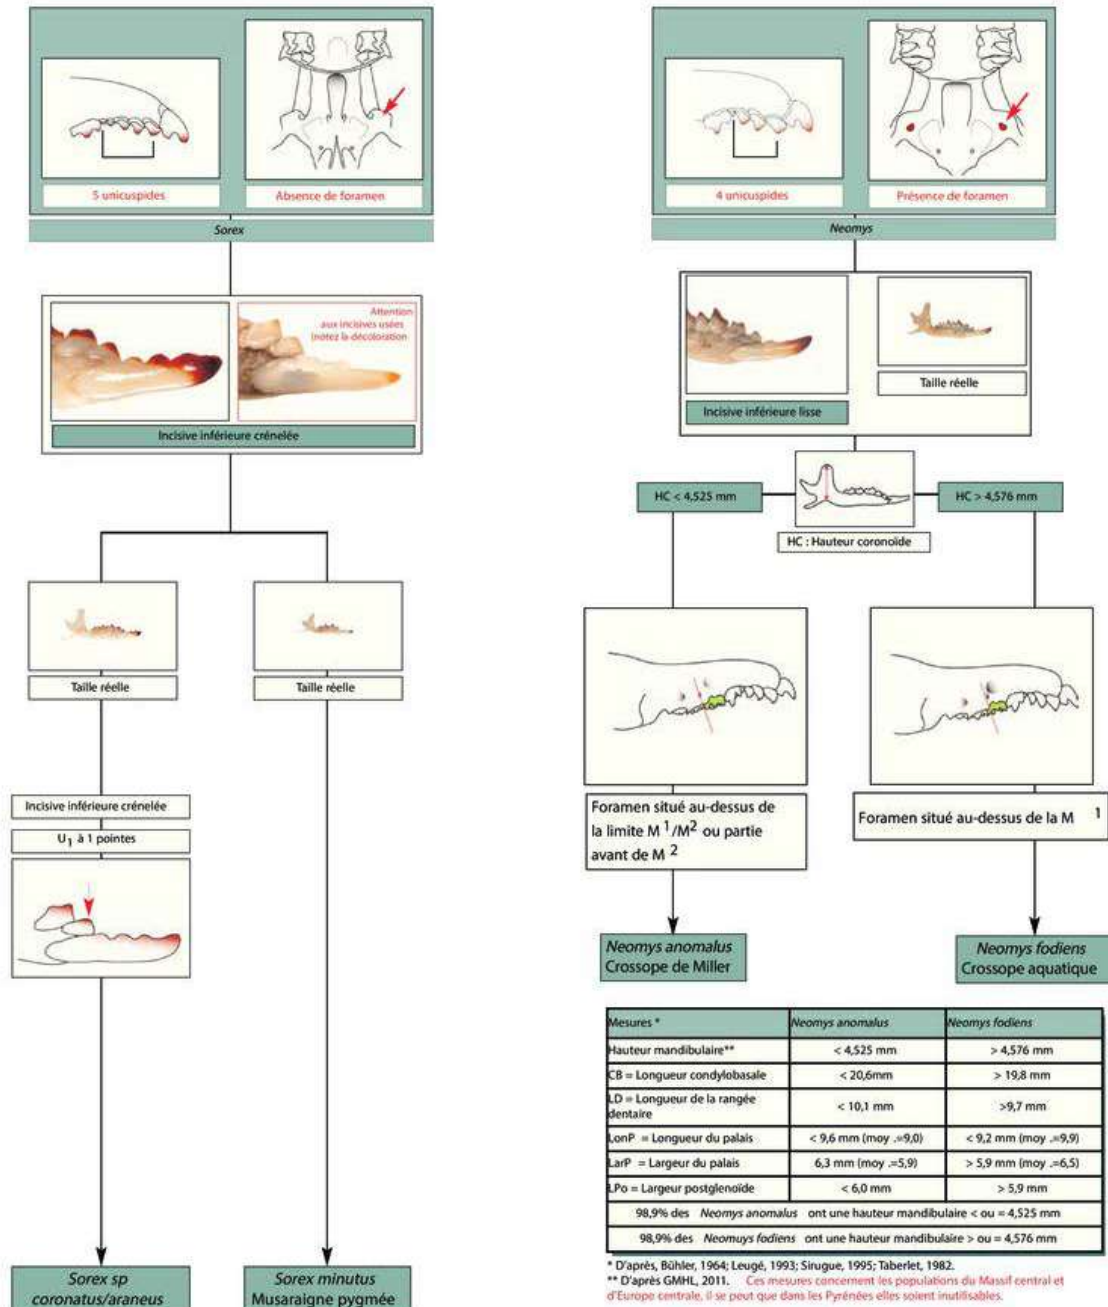 5 unicuspides
Absence de foramen
Sorex
Attention
aux incisives usées
(notez la décoloration
Incisive inférieure crénelée
Taille réelle
Taille réelle
Incisive inférieure crénelée
U1 à 1 pointes
Sorex sp
coronatus/araneus
Sorex minutus
Musaraigne pygmée
4 unicuspides
Présence de foramen
Neomys
Incisive inférieure lisse
Taille réelle
HC < 4,525 mm
HC > 4,576 mm
HC : Hauteur coronoïde
Foramen situé au-dessus de
la limite M 1/M2 ou partie
avant de M 2
Foramen situé au-dessus de la M 1
Neomys anomalus
Crossope de Miller
Neomys fodiens
Crossope aquatique
Mesures * Neomys anomalus Neomys fodiens
Hauteur mandibulaire** < 4,525 mm > 4,576 mm
CB = Longueur condylobasale < 20,6mm > 19,8 mm
LD = Longueur de la rangée
dentaire < 10,1 mm >9,7 mm
LonP = Longueur du palais < 9,6 mm (moy .=9,0) < 9,2 mm (moy .=9,9)
LarP = Largeur du palais 6,3 mm (moy .=5,9) > 5,9 mm (moy .=6,5)
LPo = Largeur postglenoïde < 6,0 mm > 5,9 mm
98,9% des Neomys anomalus ont une hauteur mandibulaire < ou = 4,525 mm
98,9% des Neomuys fodiens ont une hauteur mandibulaire > ou = 4,576 mm
* D'après, Bühler, 1964; Leugé, 1993; Sirugue, 1995; Taberlet, 1982.
** D'après GMHL, 2011. Ces mesures concernent les populations du Massif central et
d'Europe centrale, il se peut que dans les Pyrénées elles soient inutilisables.